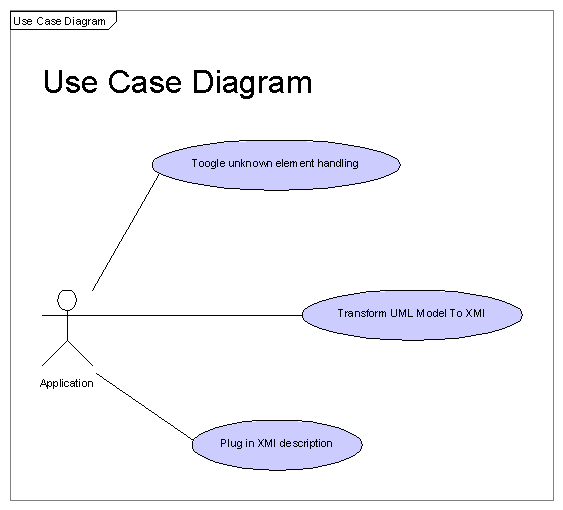 Use Case Diagram
Use Case Diagram
Toogle unknown element handling
Transform UML Model To XMI
Application
Plug in XMI description